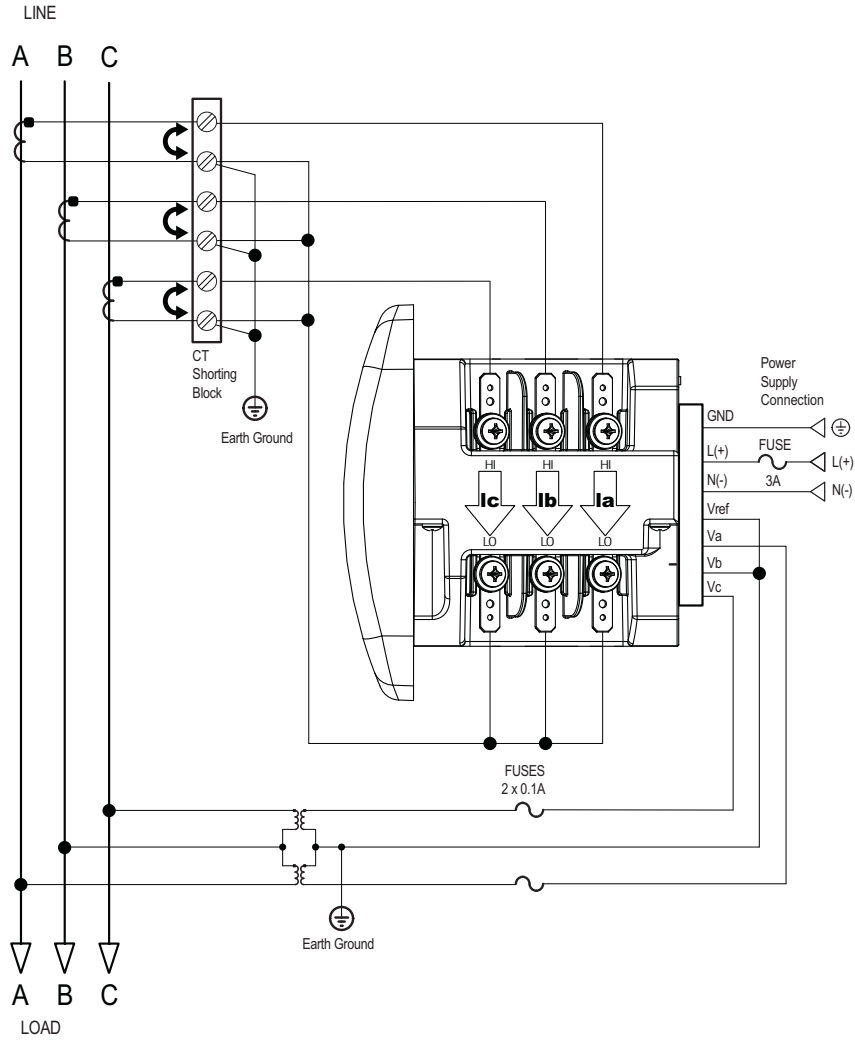 LINE
A B C
CT
Shorting
Block
Earth Ground
Power
Supply
Connection
GND
L(+)
FUSE
3A
L(+)
N(-)
N(-)
Vref
Va
Vb
Vc
HI HI HI
Ic Ib Ia
LO LO LO
FUSES
2 x 0.1A
Earth Ground
A B C
LOAD